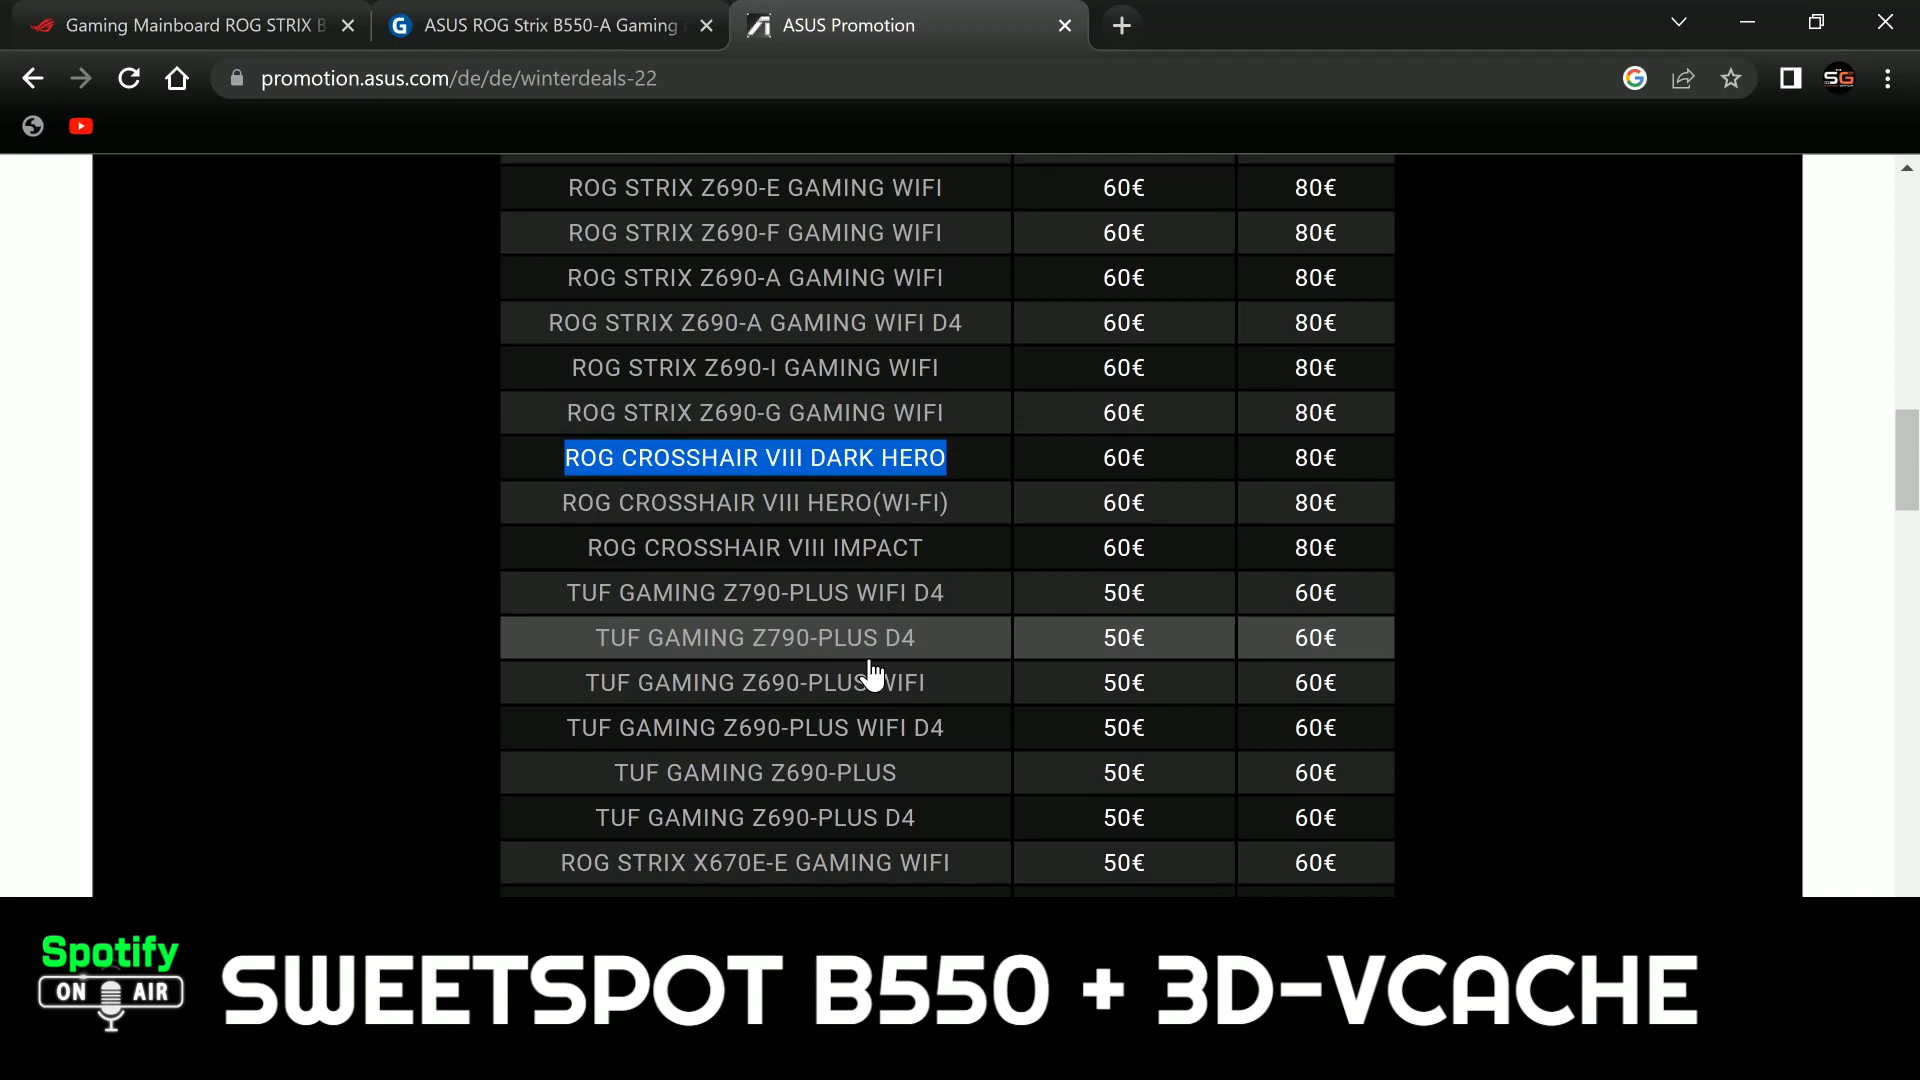 Gaming Mainboard ROG STRIX B
ASUS ROG Strix B550-A Gaming
ASUS Promotion
promotion.asus.com/de/de/winterdeals-22
SG
ROG STRIX Z690-E GAMING WIFI 60€ 80€
ROG STRIX Z690-F GAMING WIFI 60€ 80€
ROG STRIX Z690-A GAMING WIFI 60€ 80€
ROG STRIX Z690-A GAMING WIFI D4 60€ 80€
ROG STRIX Z690-I GAMING WIFI 60€ 80€
ROG STRIX Z690-G GAMING WIFI 60€ 80€
ROG CROSSHAIR VIII DARK HERO 60€ 80€
ROG CROSSHAIR VIII HERO(WI-FI) 60€ 80€
ROG CROSSHAIR VIII IMPACT 60€ 80€
TUF GAMING Z790-PLUS WIFI D4 50€ 60€
TUF GAMING Z790-PLUS D4 50€ 60€
TUF GAMING Z690-PLUS WIFI 50€ 60€
TUF GAMING Z690-PLUS WIFI D4 50€ 60€
TUF GAMING Z690-PLUS 50€ 60€
TUF GAMING Z690-PLUS D4 50€ 60€
ROG STRIX X670E-E GAMING WIFI 50€ 60€
Spotify
ON AIR
SWEETSPOT B550 + 3D-VCACHE